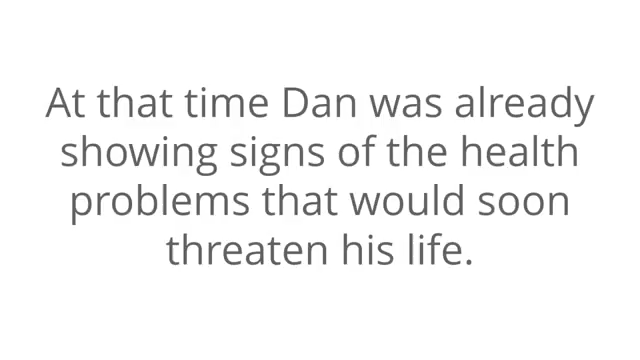 At that time Dan was already
showing signs of the health
problems that would soon
threaten his life.